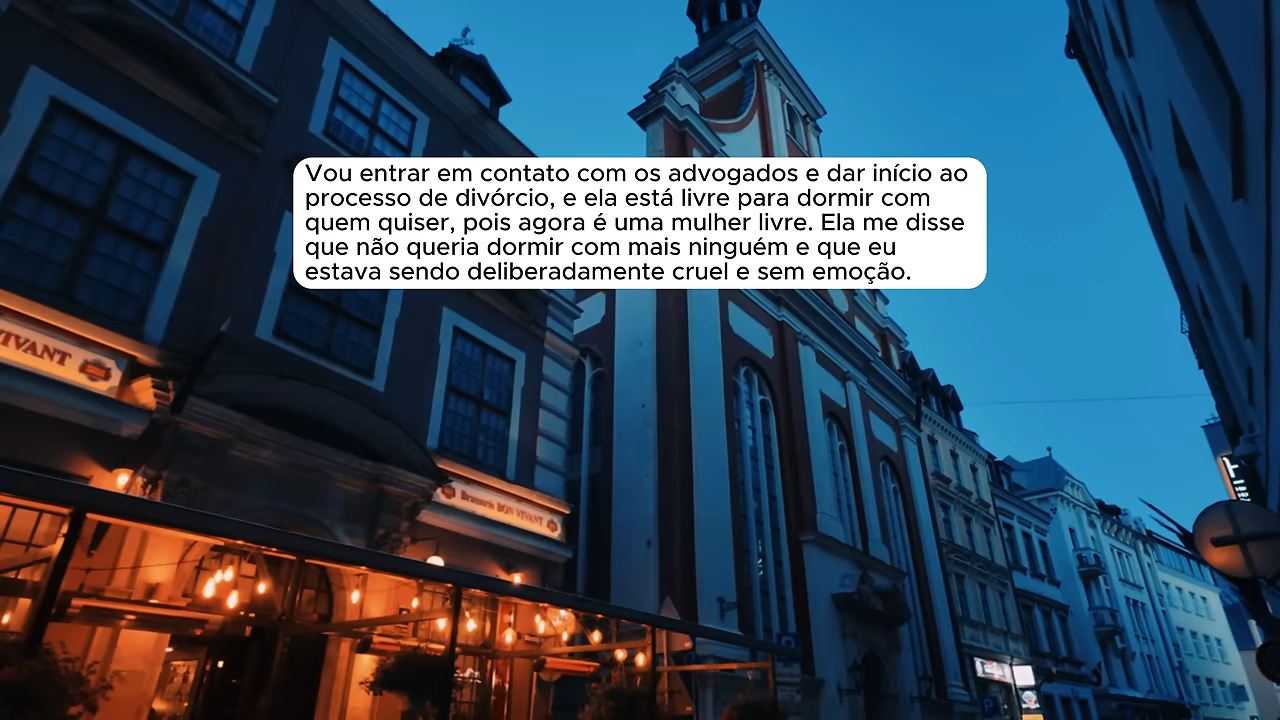 Vou entrar em contato com os advogados e dar início ao
processo de divórcio, e ela está livre para dormir com
quem quiser, pois agora é uma mulher livre. Ela me disse
que não queria dormir com mais ninguém e que eu
estava sendo deliberadamente cruel e sem emoção.
VIVANT
Brasserie BON VIVANT